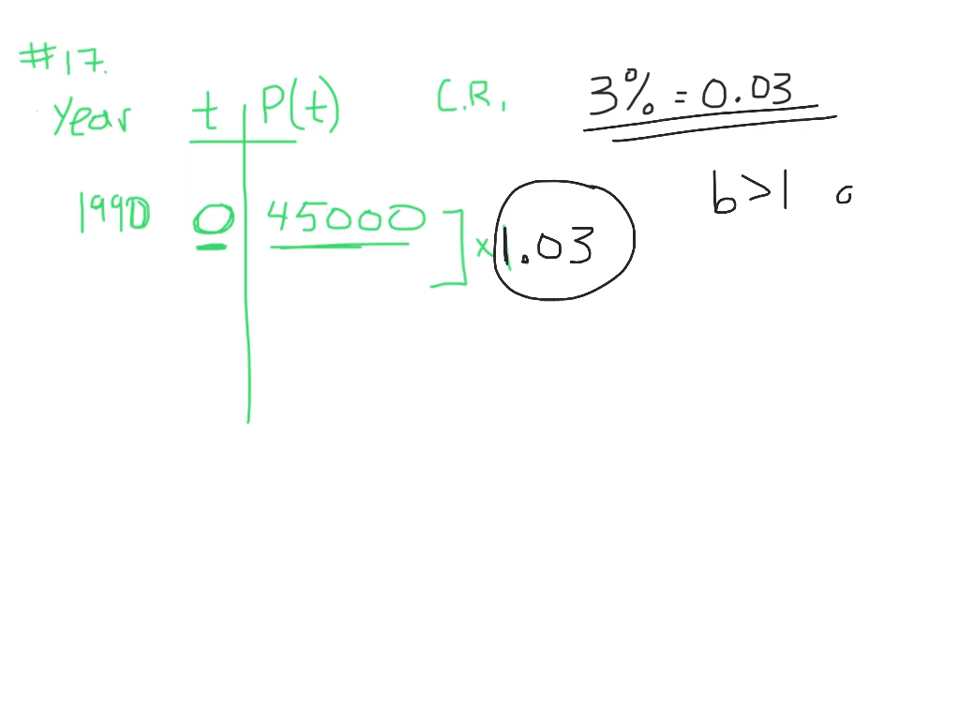 #17.
Year t P(t) C.R. 3% = 0.03
b>1
1990 0 45000 ] x 1.03